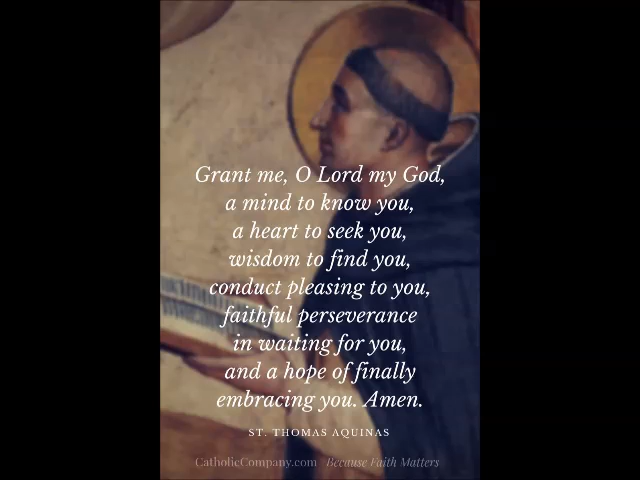 Grant me, O Lord my God,
a mind to know you,
a heart to seek you,
wisdom to find you,
conduct pleasing to you,
faithful perseverance
in waiting for you,
and a hope of finally
embracing you. Amen.
ST. THOMAS AQUINAS
CatholicCompany.com Because Faith Matters